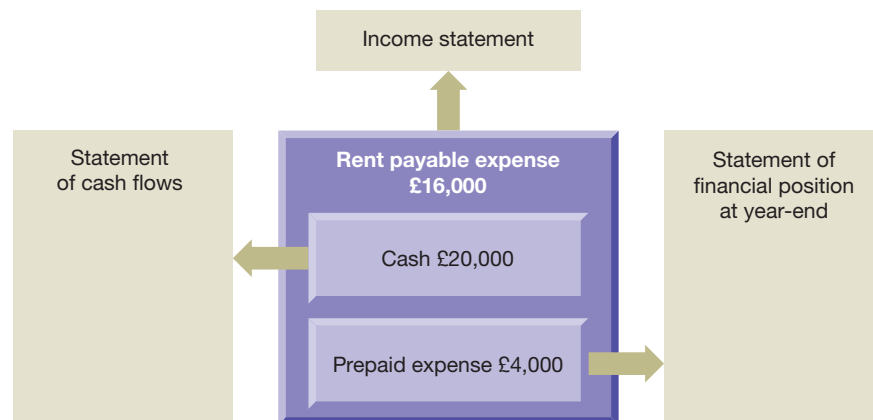 Income statement
Statement
of cash flows
Rent payable expense
£16,000
Cash £20,000
Prepaid expense £4,000
Statement of
financial position
at year-end